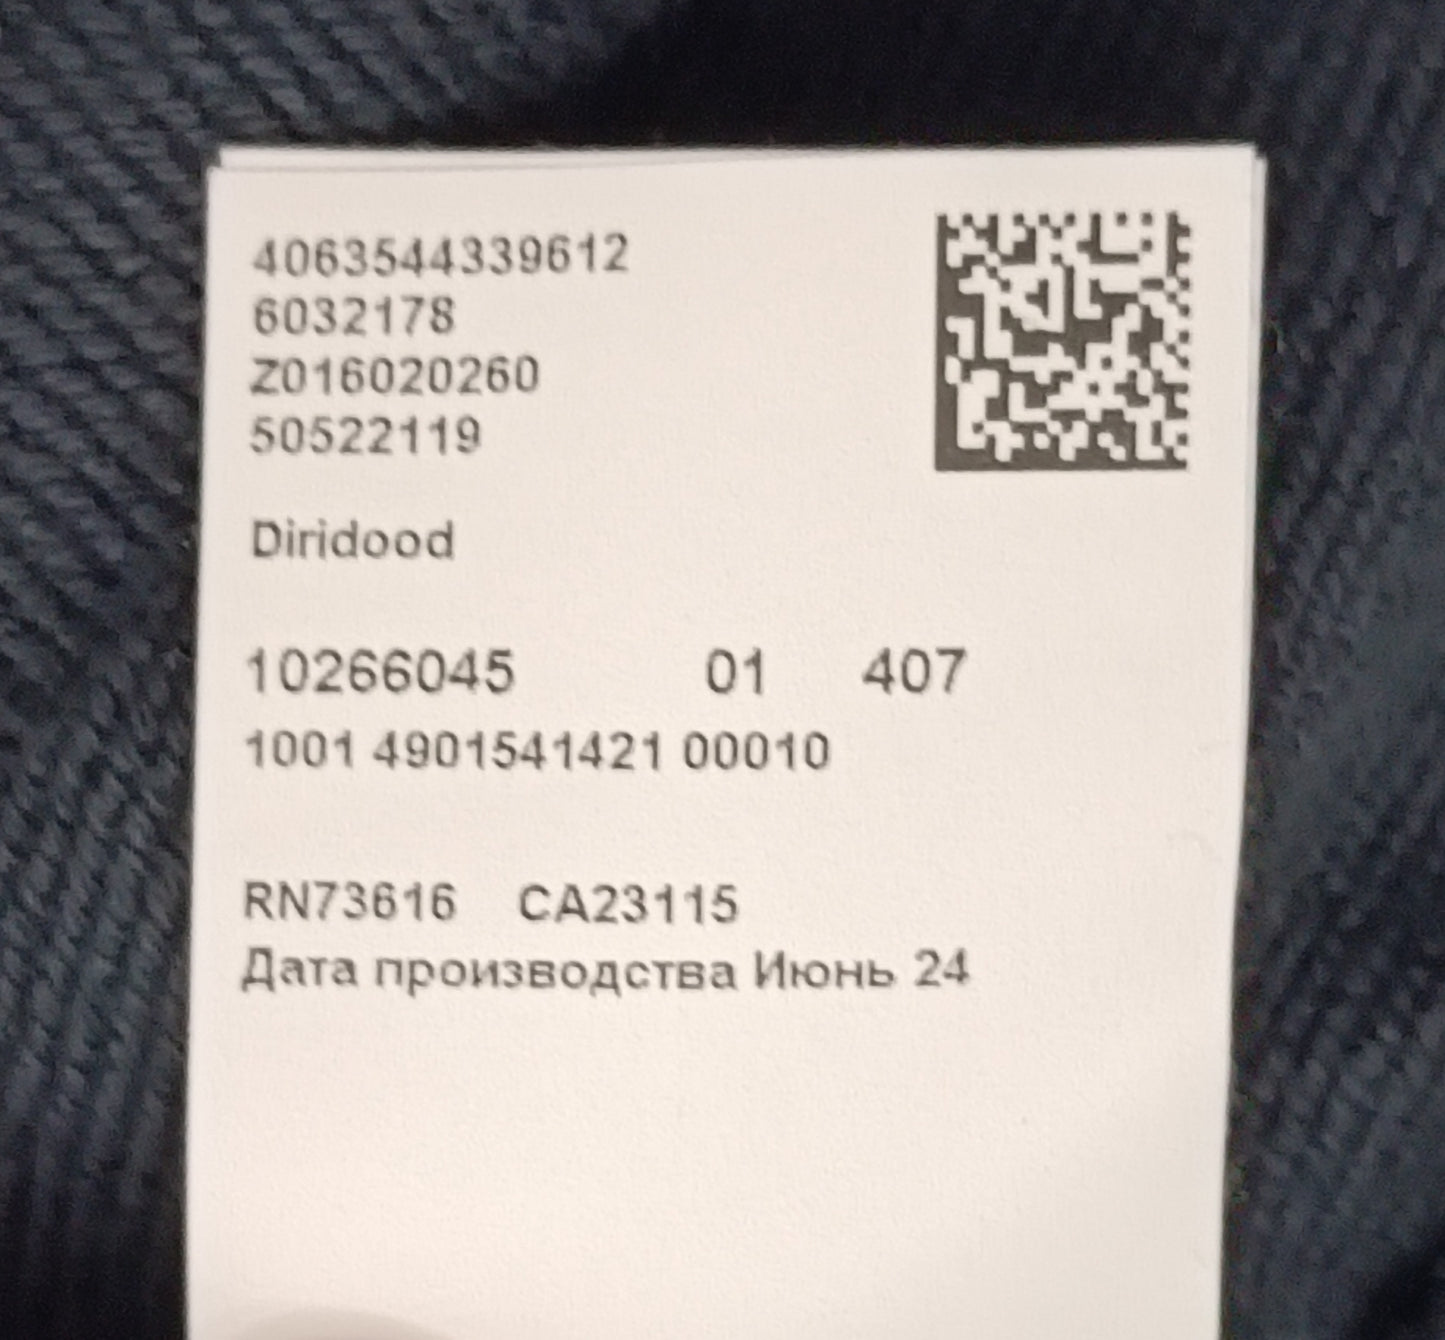 4063544339612
6032178
Z016020260
50522119
Diridood
10266045 01 407
1001 4901541421 00010
RN73616 CA23115
Дата производства Июнь 24